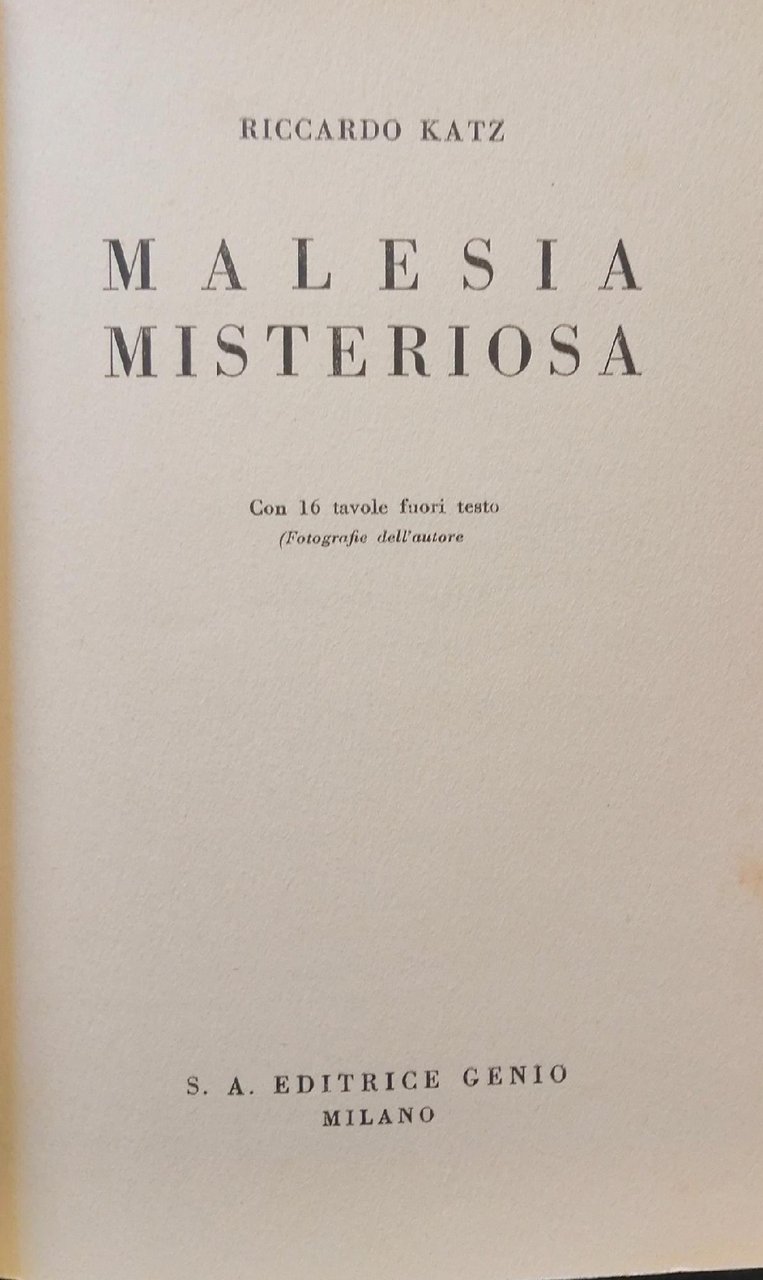 RICCARDO KATZ
MALESIA
MISTERIOSA
Con 16 tavole fuori testo
(Fotografie dell'autore
S. A. EDITRICE GENIO
MILANO